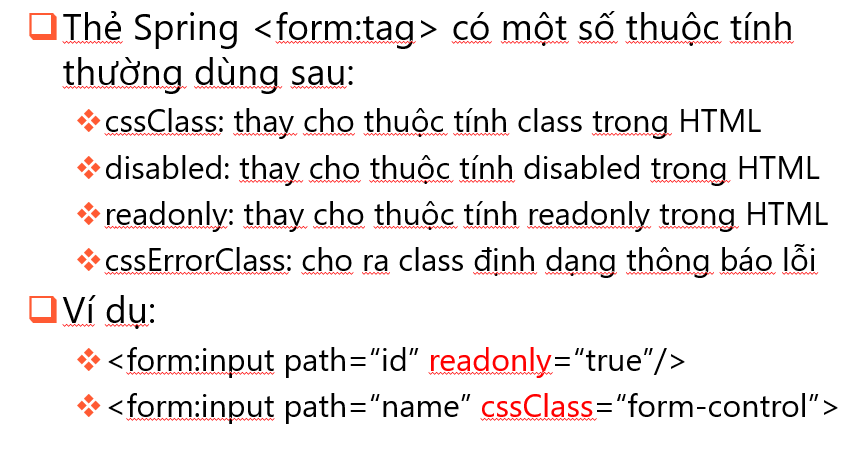 Thẻ Spring <form:tag> có một số thuộc tính
thường dùng sau:
cssClass: thay cho thuộc tính class trong HTML
disabled: thay cho thuộc tính disabled trong HTML
readonly: thay cho thuộc tính readonly trong HTML
cssErrorClass: cho ra class định dạng thông báo lỗi
Ví dụ:
<form:input path=“id” readonly=“true”/>
<form:input path=“name” cssClass=“form-control”>